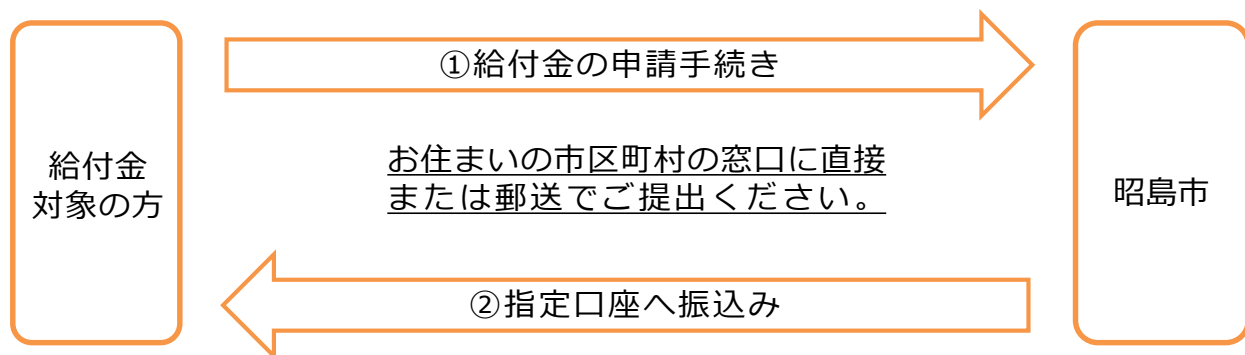 ①給付金の申請手続き
給付金
対象の方
お住まいの市区町村の窓口に直接
または郵送でご提出ください。
昭島市
②指定口座へ振込み